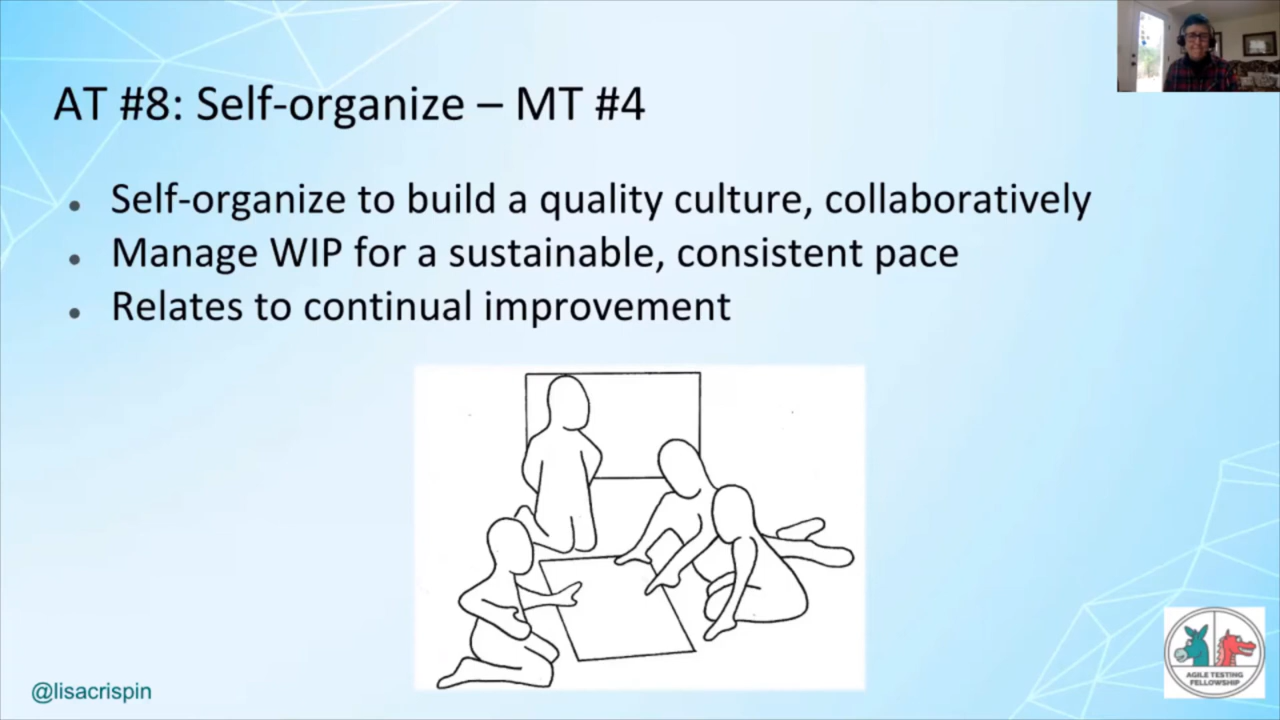 AT #8: Self-organize – MT #4
Self-organize to build a quality culture, collaboratively
Manage WIP for a sustainable, consistent pace
Relates to continual improvement
@lisacrispin
AGILE TESTING
FELLOWSHIP